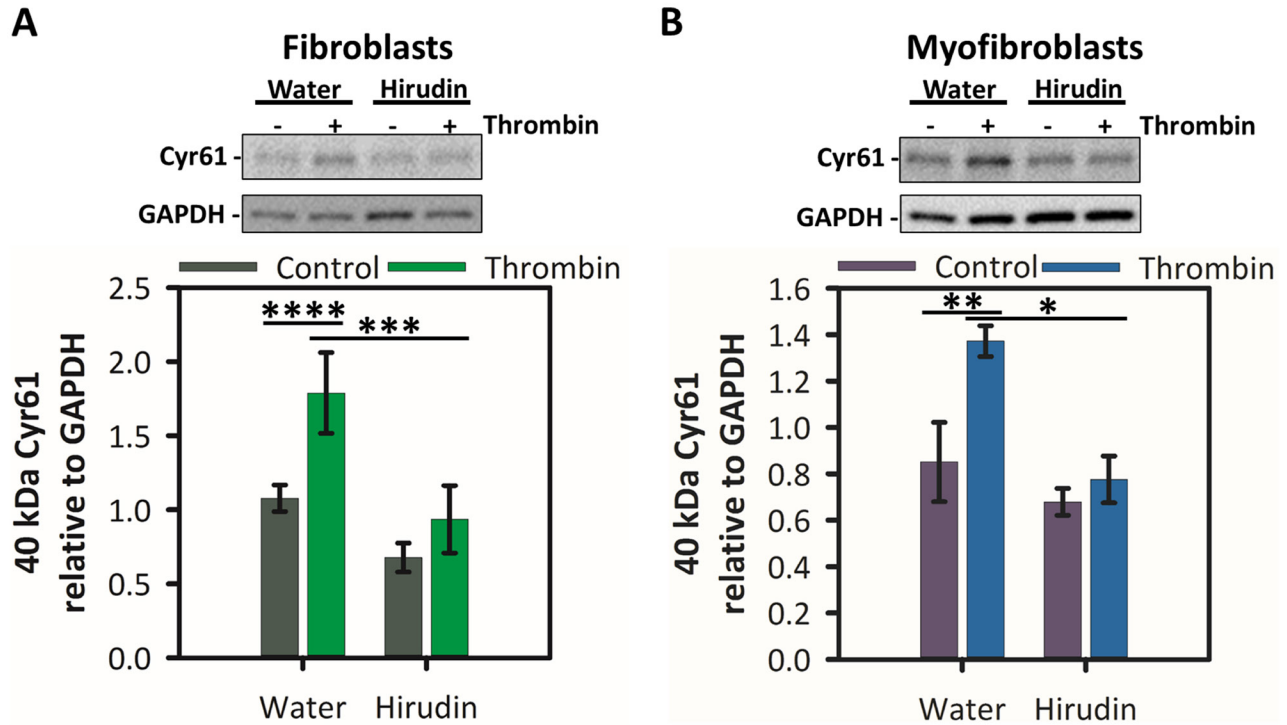 A
Fibroblasts
Water Hirudin
- + - + Thrombin
Cyr61 -
GAPDH -
Control Thrombin
40 kDa Cyr61
relative to GAPDH
2.5
2.0
1.5
1.0
0.5
0.0
****
***
Water Hirudin
B
Myofibroblasts
Water Hirudin
- + - + Thrombin
Cyr61 -
GAPDH -
Control Thrombin
40 kDa Cyr61
relative to GAPDH
1.6
1.4
1.2
1.0
0.8
0.6
0.4
0.2
0.0
** *
Water Hirudin